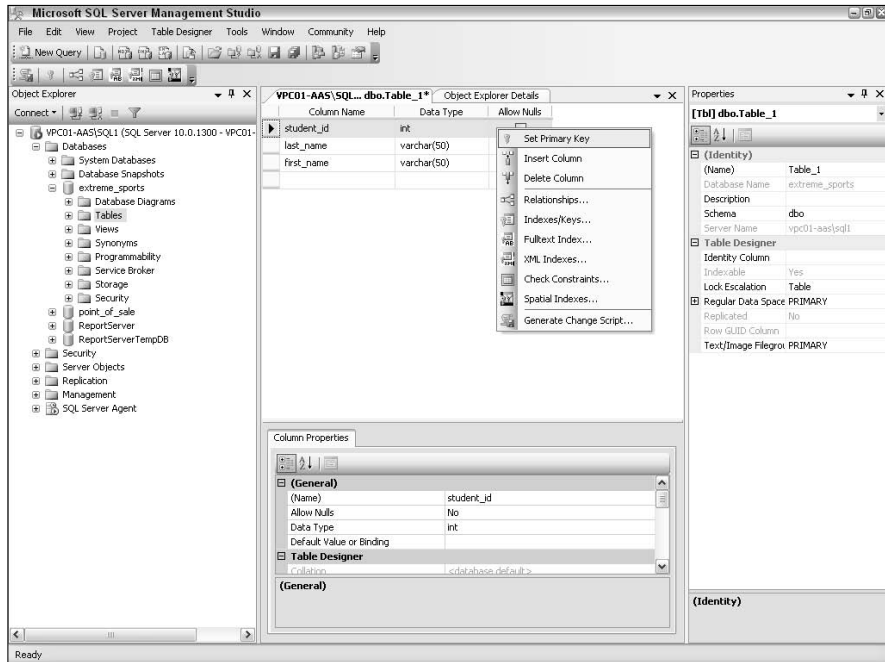 Microsoft SQL Server Management Studio
File Edit View Project Table Designer Tools Window Community Help
New Query
Object Explorer
Connect
VPC01-AAS\SQL1 (SQL Server 10.0.1300 - VPC01-
Databases
System Databases
Database Snapshots
extreme_sports
Database Diagrams
Tables
Views
Synonyms
Programmability
Service Broker
Storage
Security
point_of_sale
ReportServer
ReportServerTempDB
Security
Server Objects
Replication
Management
SQL Server Agent
VPC01-AAS\SQL... dbo.Table_1* Object Explorer Details
Column Name Data Type Allow Nulls
student_id int
last_name varchar(50)
first_name varchar(50)
Set Primary Key
Insert Column
Delete Column
Relationships...
Indexes/Keys...
Fulltext Index...
XML Indexes...
Check Constraints...
Spatial Indexes...
Generate Change Script...
Column Properties
(General)
(Name) student_id
Allow Nulls No
Data Type int
Default Value or Binding
Table Designer
Collation <database default>
(General)
Properties
[Tbl] dbo.Table_1
(Identity)
(Name) Table_1
Database Name extreme_sports
Description
Schema dbo
Server Name vpc01-aas\sql1
Table Designer
Identity Column
Indexable Yes
Lock Escalation Table
Regular Data Space PRIMARY
Replicated No
Row GUID Column
Text/Image Filegrou PRIMARY
(Identity)
Ready